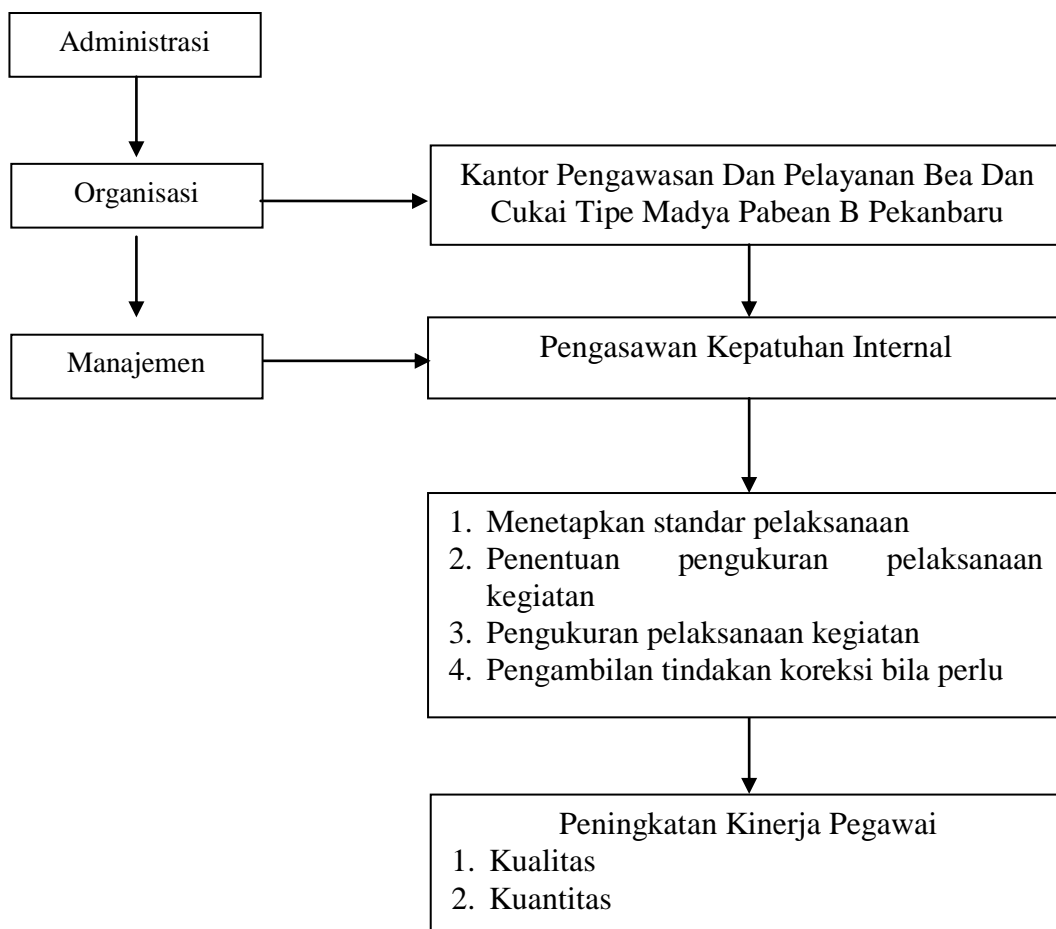 Administrasi
Organisasi
Kantor Pengawasan Dan Pelayanan Bea Dan
Cukai Tipe Madya Pabean B Pekanbaru
Manajemen
Pengasawan Kepatuhan Internal
1. Menetapkan standar pelaksanaan
2. Penentuan pengukuran pelaksanaan
kegiatan
3. Pengukuran pelaksanaan kegiatan
4. Pengambilan tindakan koreksi bila perlu
Peningkatan Kinerja Pegawai
1. Kualitas
2. Kuantitas